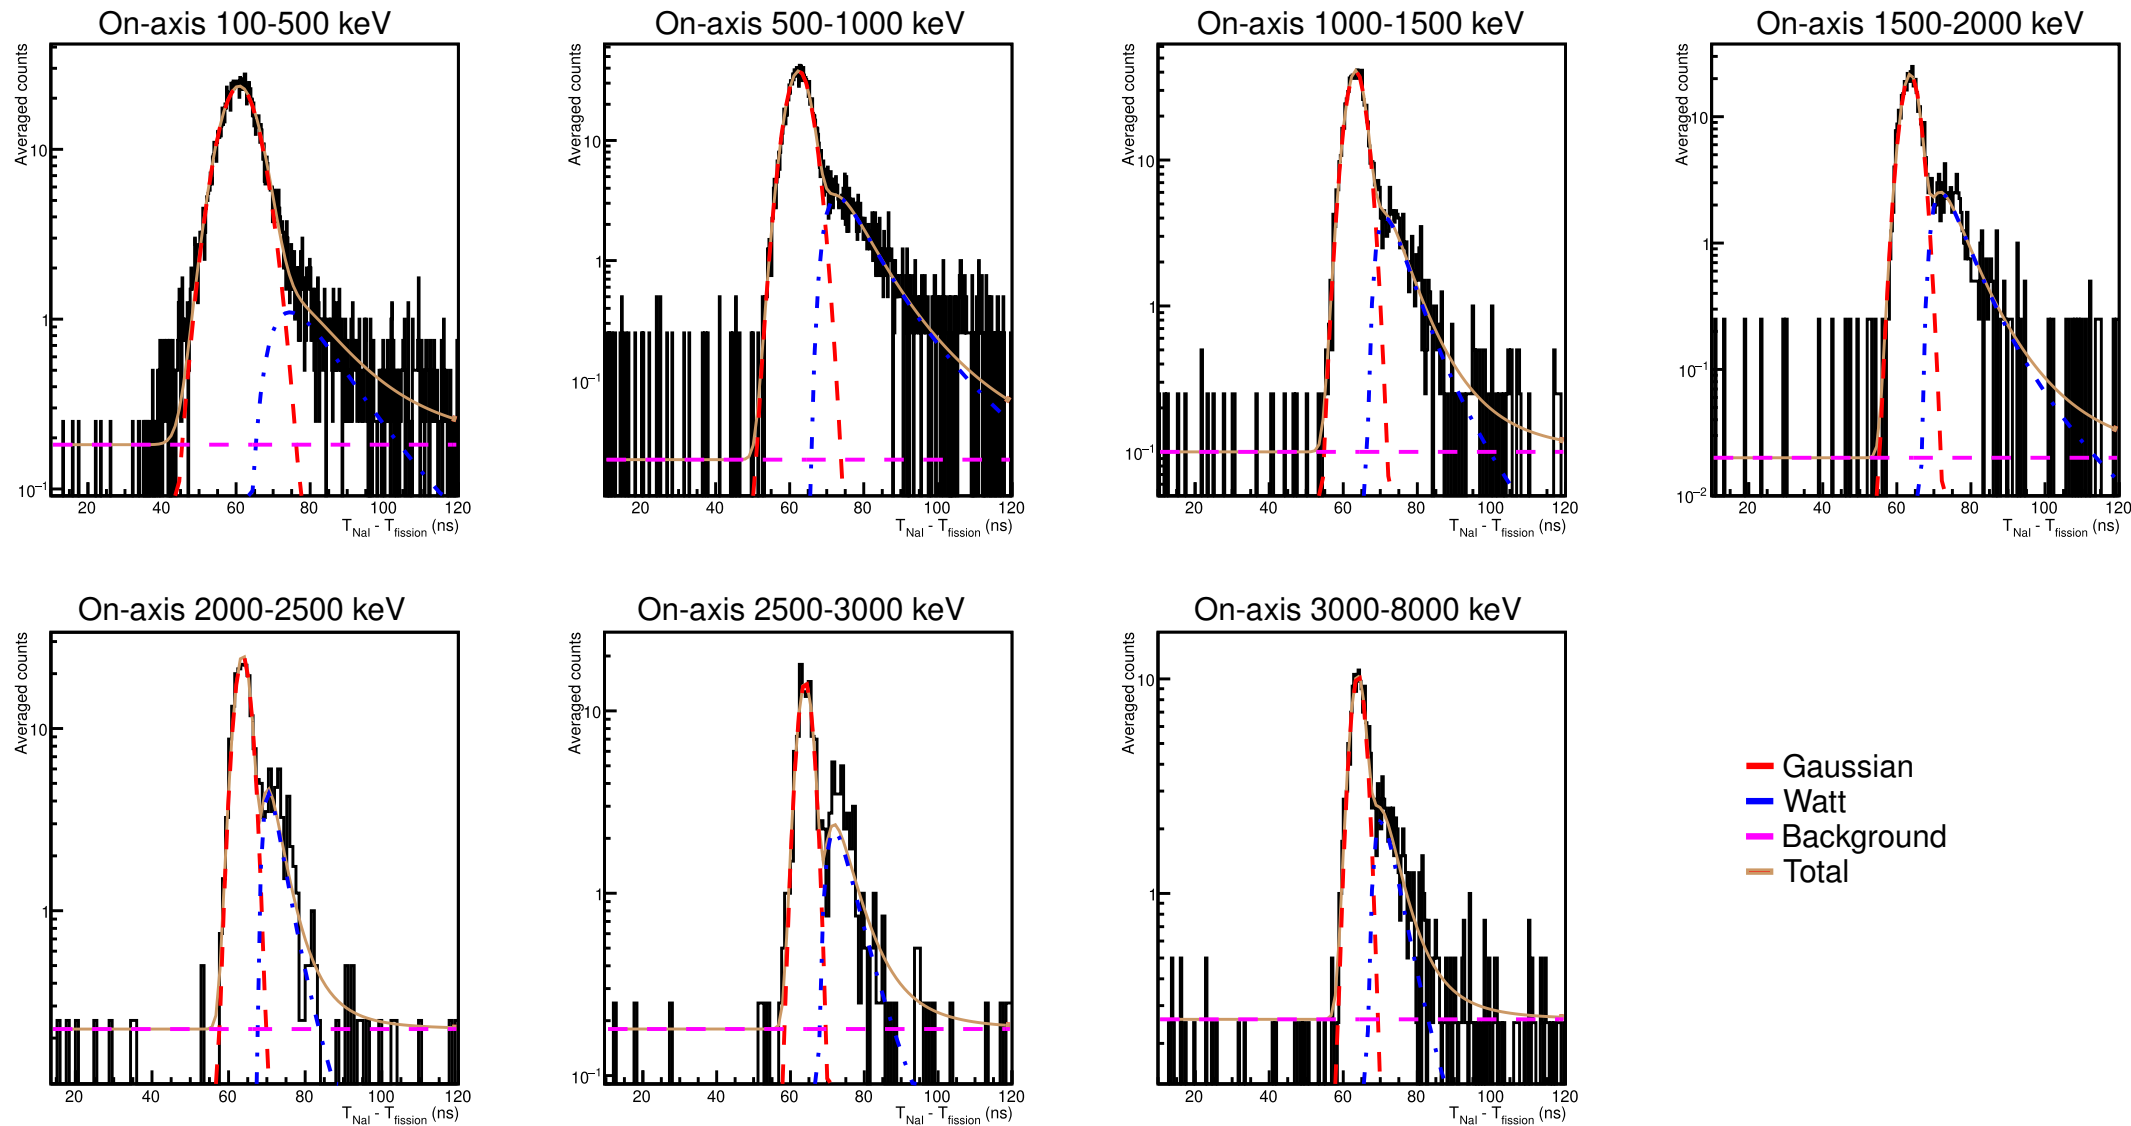 On-axis 100-500 keV
Averaged counts
10
1
10⁻¹
20 40 60 80 100 120
T_NaI - T_fission (ns)
On-axis 500-1000 keV
Averaged counts
10
1
10⁻¹
20 40 60 80 100 120
T_NaI - T_fission (ns)
On-axis 1000-1500 keV
Averaged counts
10
1
10⁻¹
20 40 60 80 100 120
T_NaI - T_fission (ns)
On-axis 1500-2000 keV
Averaged counts
10
1
10⁻¹
10⁻²
20 40 60 80 100 120
T_NaI - T_fission (ns)
On-axis 2000-2500 keV
Averaged counts
10
1
20 40 60 80 100 120
T_NaI - T_fission (ns)
On-axis 2500-3000 keV
Averaged counts
10
1
10⁻¹
20 40 60 80 100 120
T_NaI - T_fission (ns)
On-axis 3000-8000 keV
Averaged counts
10
1
20 40 60 80 100 120
T_NaI - T_fission (ns)
Gaussian
Watt
Background
Total